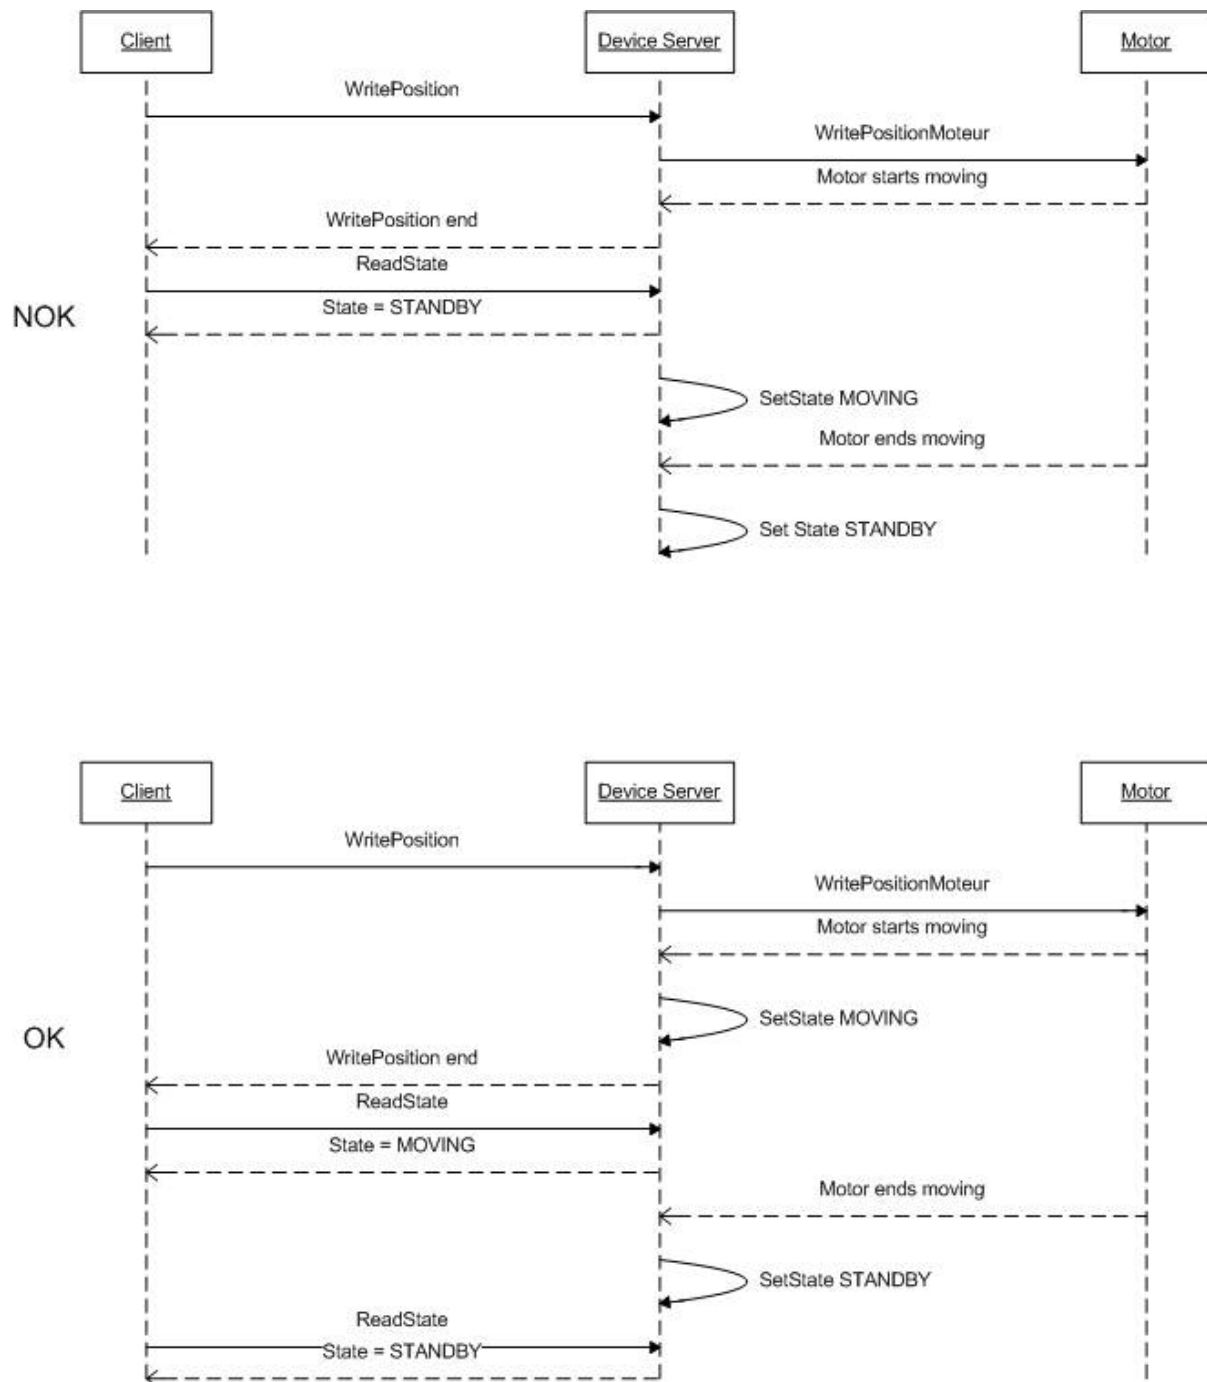 Client
Device Server
Motor
WritePosition
WritePositionMoteur
Motor starts moving
WritePosition end
ReadState
State = STANDBY
NOK
SetState MOVING
Motor ends moving
Set State STANDBY
Client
Device Server
Motor
WritePosition
WritePositionMoteur
Motor starts moving
SetState MOVING
OK
WritePosition end
ReadState
State = MOVING
Motor ends moving
SetState STANDBY
ReadState
State = STANDBY